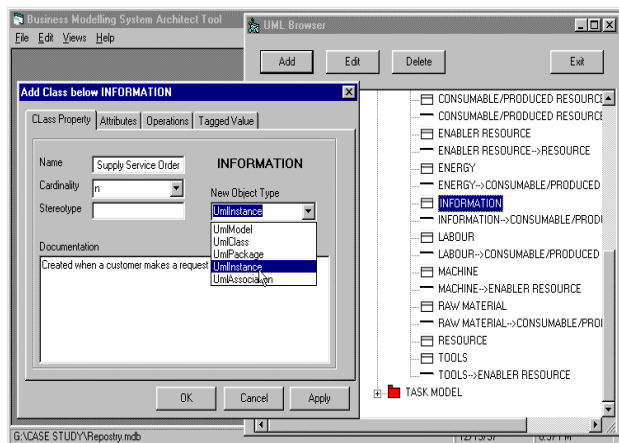 Business Modelling System Architect Tool
File Edit Views Help
UML Browser
Add Edit Delete Exit
Add Class below INFORMATION
CLass Property Attributes Operations Tagged Value
Name Supply Service Order INFORMATION
Cardinality n
New Object Type
Stereotype
UmlInstance
UmlModel
UmlClass
UmlPackage
UmlInstance
UmlAssociation
Documentation
Created when a customer makes a request
OK Cancel Apply
CONSUMABLE/PRODUCED RESOURCE
CONSUMABLE/PRODUCED RESOURCE
ENABLER RESOURCE
ENABLER RESOURCE-->RESOURCE
ENERGY
ENERGY-->CONSUMABLE/PRODUCED
INFORMATION
INFORMATION-->CONSUMABLE/PRODU
LABOUR
LABOUR-->CONSUMABLE/PRODUCED
MACHINE
MACHINE-->ENABLER RESOURCE
RAW MATERIAL
RAW MATERIAL-->CONSUMABLE/PROI
RESOURCE
TOOLS
TOOLS-->ENABLER RESOURCE
TASK MODEL
G:\CASE STUDY\Repostry.mdb